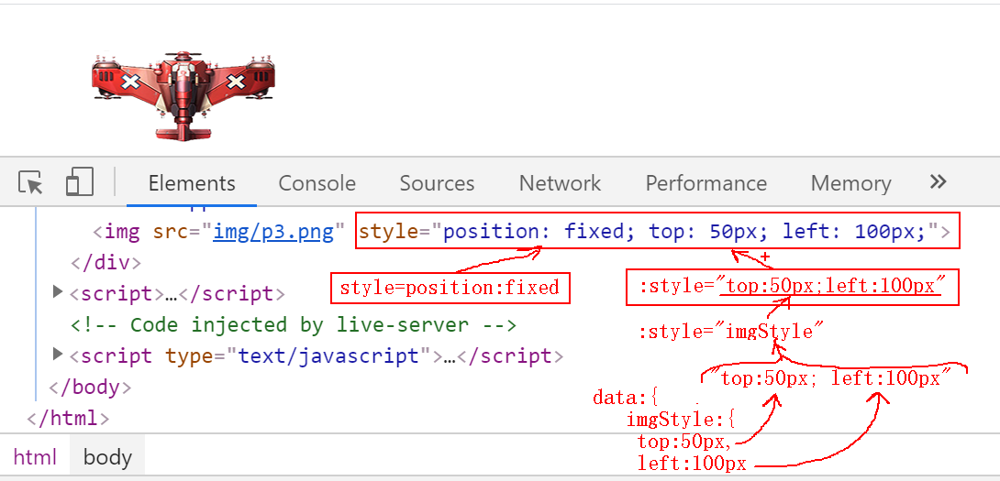 Elements Console Sources Network Performance Memory »
<img src="img/p3.png" style="position: fixed; top: 50px; left: 100px;">
</div>
+
style=position:fixed
:style="top:50px;left:100px"
<script>…</script>
<!-- Code injected by live-server -->
:style="imgStyle"
<script type="text/javascript">…</script>
"top:50px; left:100px"
</body>
data:{
imgStyle:{
</html>
top:50px,
left:100px
html body